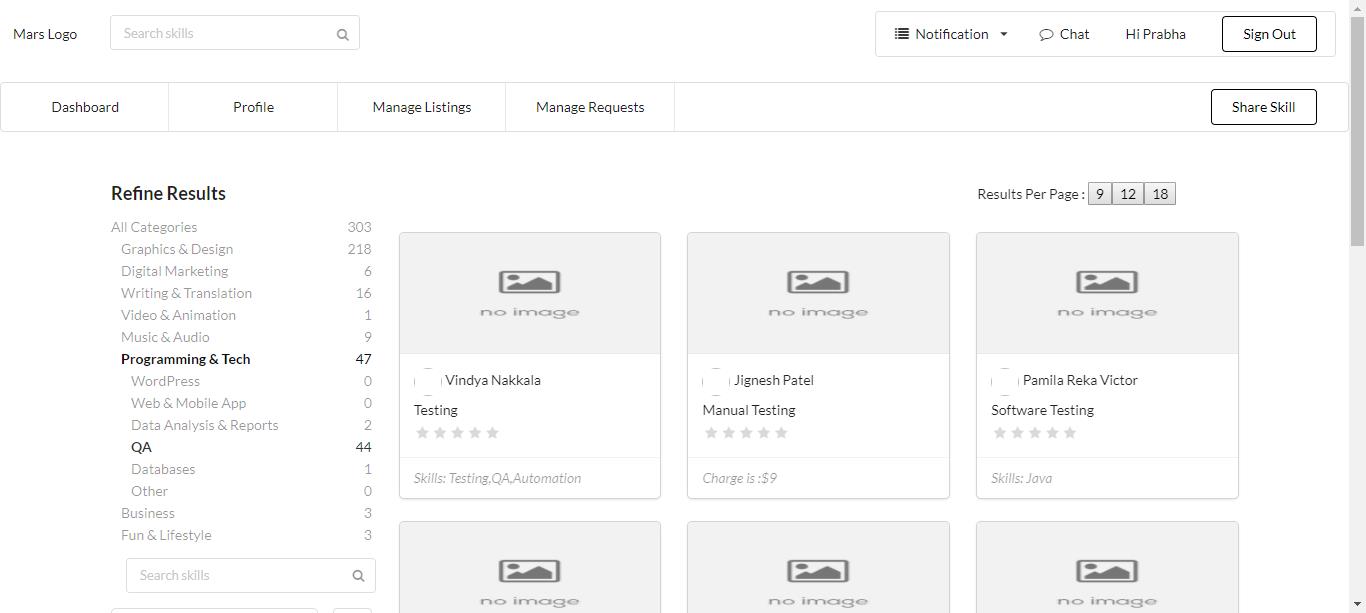 Mars Logo
Search skills
Notification
Chat
Hi Prabha
Sign Out
Dashboard
Profile
Manage Listings
Manage Requests
Share Skill
Refine Results
Results Per Page : 9 12 18
All Categories 303
Graphics & Design 218
Digital Marketing 6
Writing & Translation 16
Video & Animation 1
Music & Audio 9
Programming & Tech 47
WordPress 0
Web & Mobile App 0
Data Analysis & Reports 2
QA 44
Databases 1
Other 0
Business 3
Fun & Lifestyle 3
Search skills
no image
Vindya Nakkala
Testing
Skills: Testing,QA,Automation
no image
Jignesh Patel
Manual Testing
Charge is :$9
no image
Pamila Reka Victor
Software Testing
Skills: Java
no image
no image
no image